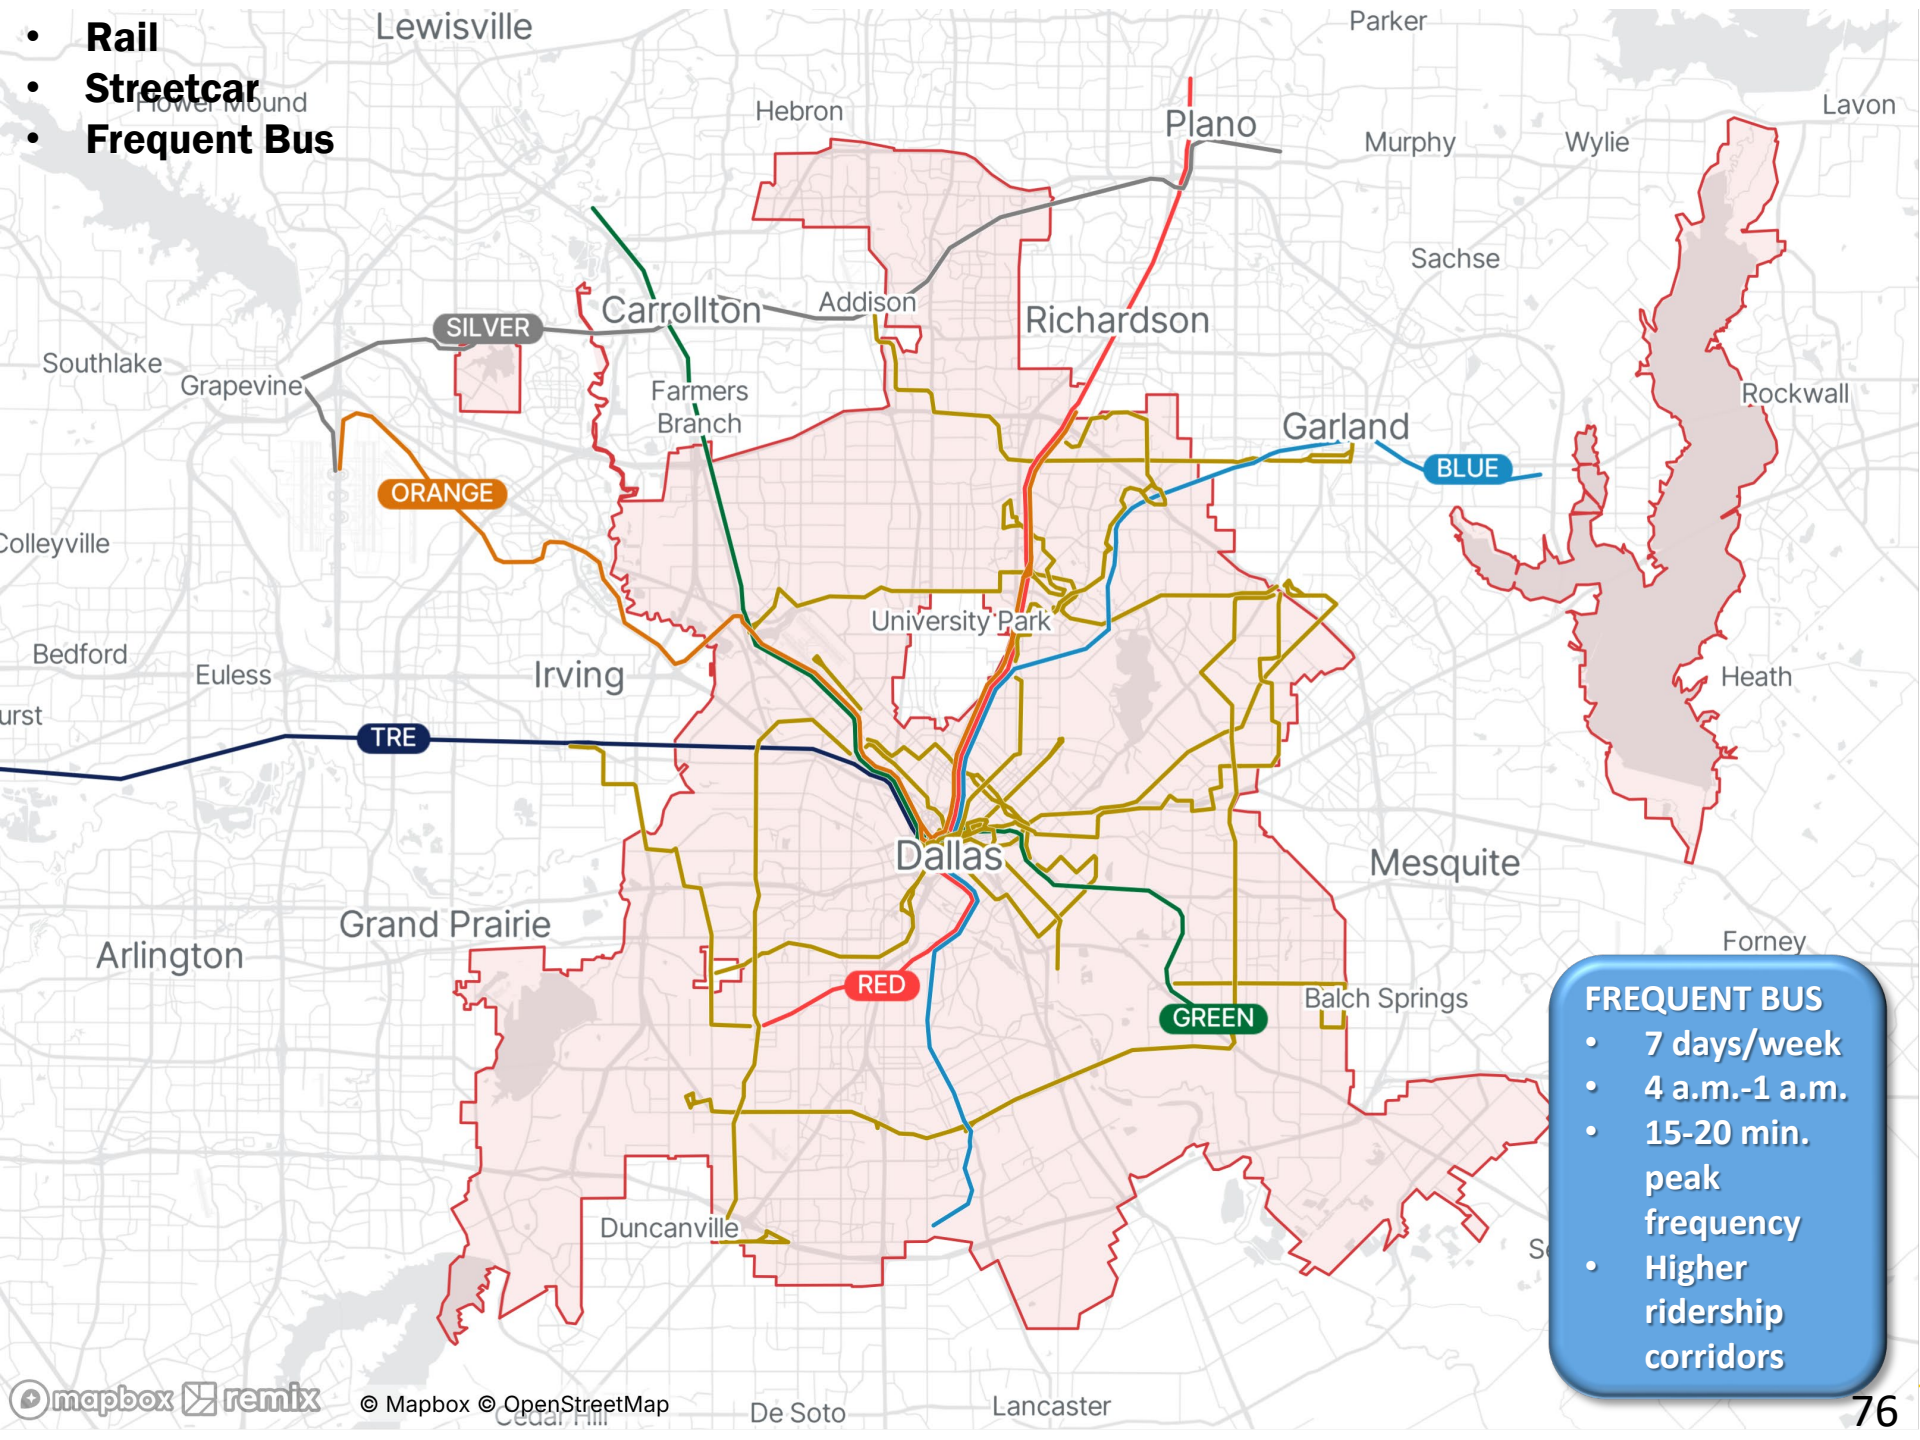 • Rail
• Streetcar
• Frequent Bus
Lewisville
Parker
Flower Mound
Hebron
Plano
Lavon
Murphy
Wylie
Sachse
Carrollton
Addison
Richardson
SILVER
Southlake
Grapevine
Farmers
Branch
Rockwall
Garland
BLUE
ORANGE
Colleyville
University Park
Bedford
Euless
Irving
Heath
urst
TRE
Dallas
Mesquite
Grand Prairie
Arlington
Forney
RED
GREEN
Balch Springs
Duncanville
FREQUENT BUS
• 7 days/week
• 4 a.m.-1 a.m.
• 15-20 min.
peak
frequency
• Higher
ridership
corridors
mapbox remix
© Mapbox © OpenStreetMap
Cedar Hill
De Soto
Lancaster
76